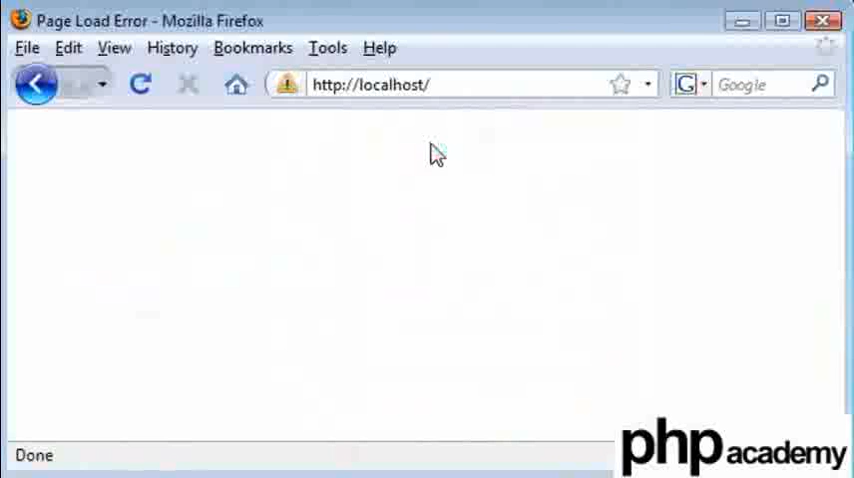 Page Load Error - Mozilla Firefox
File Edit View History Bookmarks Tools Help
http://localhost/ G Google
Done
php academy